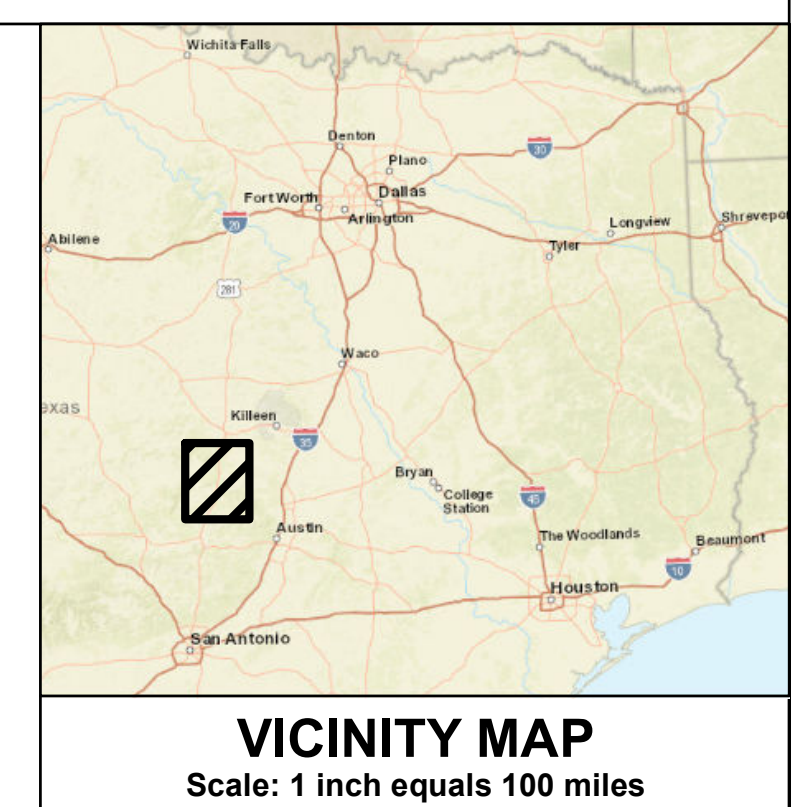 Wichita Falls
Denton
Plano
30
Fort Worth
Dallas
Arlington
20
Longview
Shrevepor
Abilene
Tyler
281
Waco
exas
Killeen
35
Bryan
College
Station
45
Austin
The Woodlands
Beaumont
10
Houston
San Antonio
VICINITY MAP
Scale: 1 inch equals 100 miles